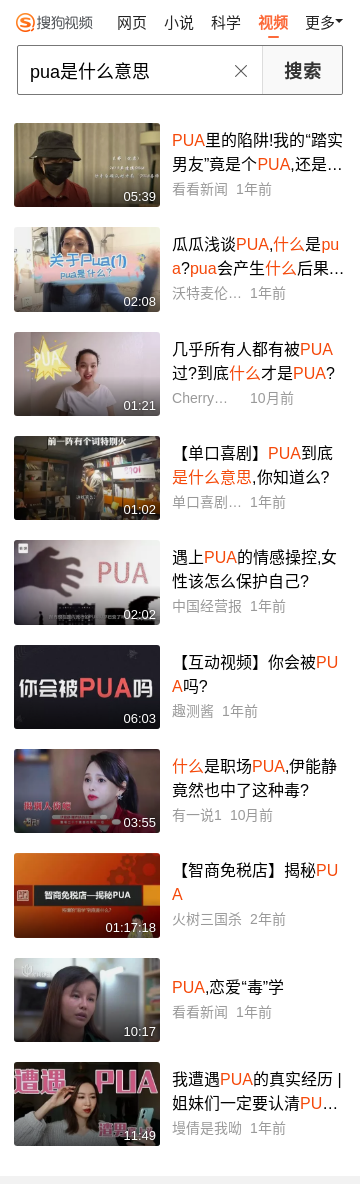 搜狗视频 网页 小说 科学 视频 更多
pua是什么意思 搜索
05:39
PUA里的陷阱!我的“踏实
男友”竟是个PUA,还是...
看看新闻 1年前
关于Pua(1)
pua是什么?
02:08
瓜瓜浅谈PUA,什么是pu
a?pua会产生什么后果...
沃特麦伦... 1年前
PUA
01:21
几乎所有人都有被PUA
过?到底什么才是PUA?
Cherry... 10月前
前一阵有个词特别火
01:02
【单口喜剧】PUA到底
是什么意思,你知道么?
单口喜剧... 1年前
PUA
02:02
遇上PUA的情感操控,女
性该怎么保护自己?
中国经营报 1年前
你会被PUA吗
06:03
【互动视频】你会被PU
A吗?
趣测酱 1年前
03:55
什么是职场PUA,伊能静
竟然也中了这种毒?
有一说1 10月前
智商免税店—揭秘PUA
01:17:18
【智商免税店】揭秘PU
A
火树三国杀 2年前
10:17
PUA,恋爱“毒”学
看看新闻 1年前
遭遇 PUA
11:49
我遭遇PUA的真实经历 |
姐妹们一定要认清PU...
墁倩是我呦 1年前